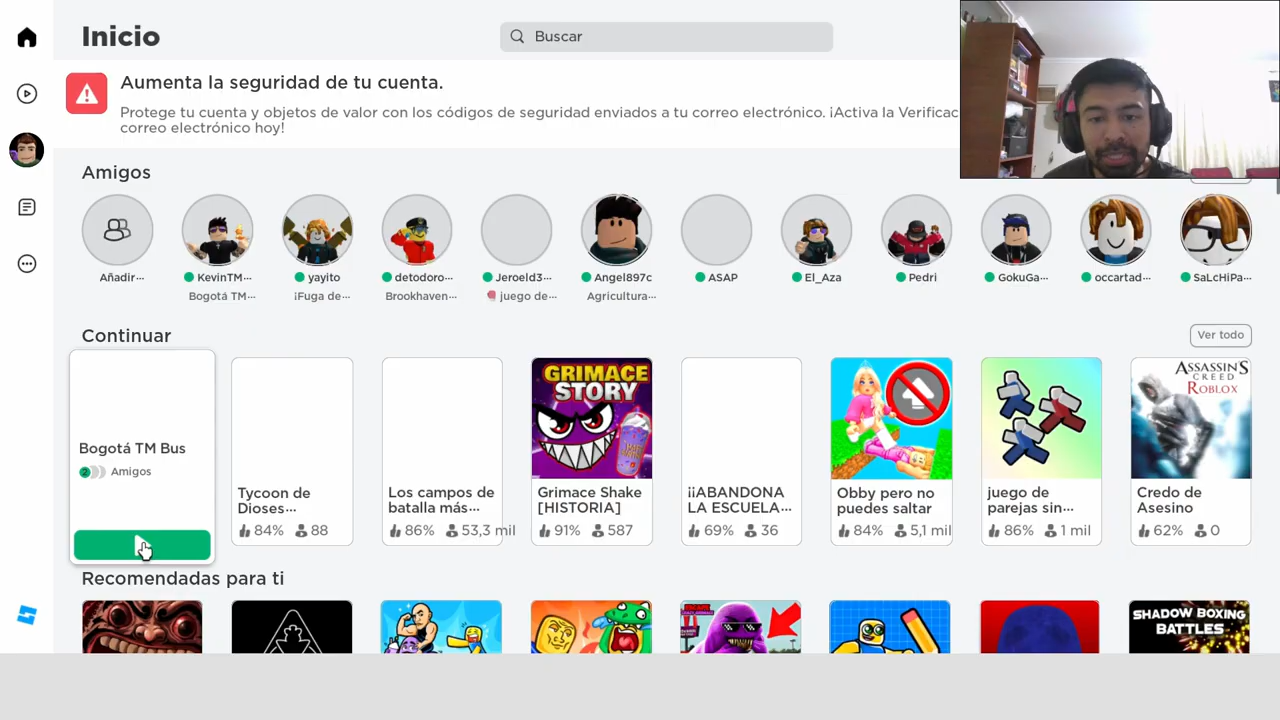 Inicio
Buscar
Aumenta la seguridad de tu cuenta.
Protege tu cuenta y objetos de valor con los códigos de seguridad enviados a tu correo electrónico. ¡Activa la Verificac
correo electrónico hoy!
Amigos
Añadir...
KevinTM...
Bogotá TM...
yayito
¡Fuga de...
detodoro...
Brookhaven...
Jeroeld3...
juego de...
Angel897c
Agricultura...
ASAP
El_Aza
Pedri
GokuGa...
occartad...
SaLcHiPa...
Continuar
Ver todo
Bogotá TM Bus
2
Amigos
Tycoon de
Dioses...
84% 88
Los campos de
batalla más...
86% 53,3 mil
GRIMACE
STORY
Grimace Shake
[HISTORIA]
91% 587
¡¡ABANDONA
LA ESCUELA...
69% 36
Obby pero no
puedes saltar
84% 5,1 mil
juego de
parejas sin...
86% 1 mil
ASSASSIN'S
CREED
ROBLOX
Credo de
Asesino
62% 0
Recomendadas para ti
SHADOW BOXING
BATTLES